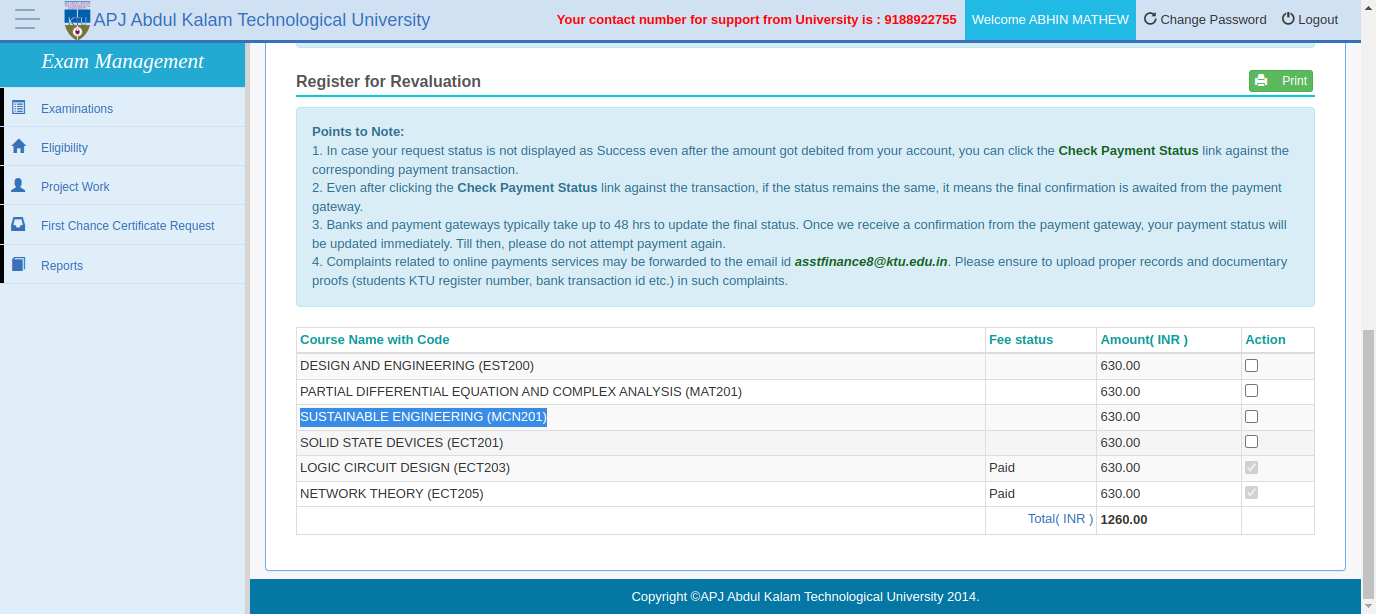 APJ Abdul Kalam Technological University
Your contact number for support from University is : 9188922755
Welcome ABHIN MATHEW
Change Password
Logout
Exam Management
Examinations
Eligibility
Project Work
First Chance Certificate Request
Reports
Register for Revaluation
Print
Points to Note:
1. In case your request status is not displayed as Success even after the amount got debited from your account, you can click the Check Payment Status link against the
corresponding payment transaction.
2. Even after clicking the Check Payment Status link against the transaction, if the status remains the same, it means the final confirmation is awaited from the payment
gateway.
3. Banks and payment gateways typically take up to 48 hrs to update the final status. Once we receive a confirmation from the payment gateway, your payment status will
be updated immediately. Till then, please do not attempt payment again.
4. Complaints related to online payments services may be forwarded to the email id asstfinance8@ktu.edu.in. Please ensure to upload proper records and documentary
proofs (students KTU register number, bank transaction id etc.) in such complaints.
Course Name with Code Fee status Amount( INR ) Action
DESIGN AND ENGINEERING (EST200) 630.00
PARTIAL DIFFERENTIAL EQUATION AND COMPLEX ANALYSIS (MAT201) 630.00
SUSTAINABLE ENGINEERING (MCN201) 630.00
SOLID STATE DEVICES (ECT201) 630.00
LOGIC CIRCUIT DESIGN (ECT203) Paid 630.00
NETWORK THEORY (ECT205) Paid 630.00
Total( INR ) 1260.00
Copyright ©APJ Abdul Kalam Technological University 2014.